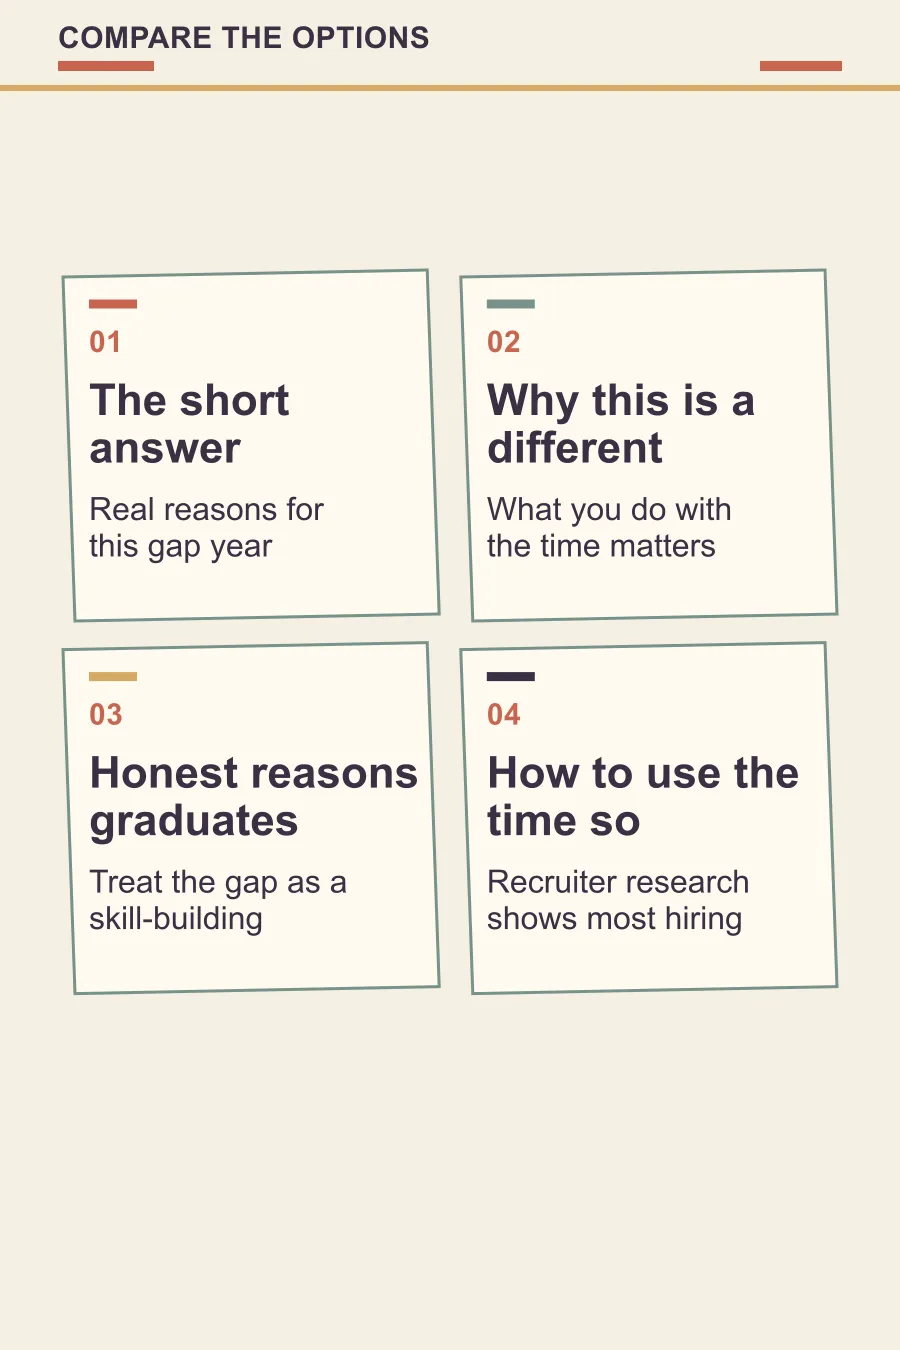 COMPARE THE OPTIONS
01
The short
answer
Real reasons for
this gap year
02
Why this is a
different
What you do with
the time matters
03
Honest reasons
graduates
Treat the gap as a
skill-building
04
How to use the
time so
Recruiter research
shows most hiring